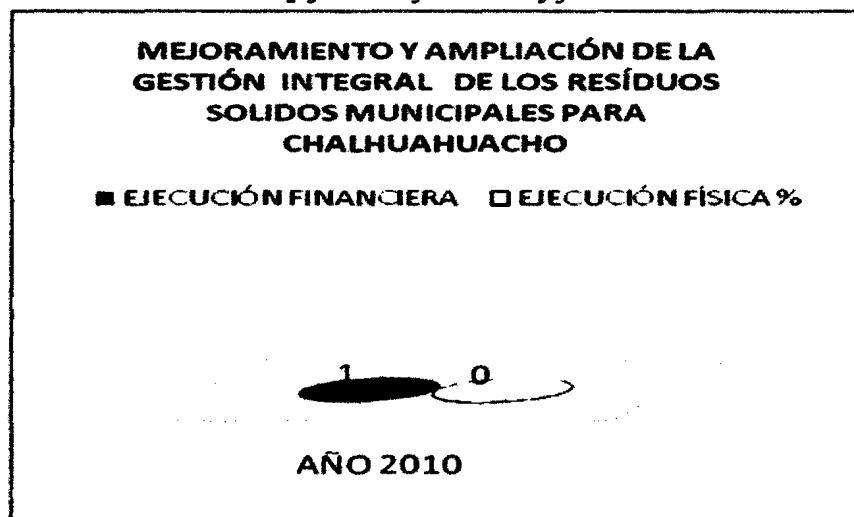 MEJORAMIENTO Y AMPLIACIÓN DE LA
GESTIÓN INTEGRAL DE LOS RESÍDUOS
SOLIDOS MUNICIPALES PARA
CHALHUAHUACHO
EJECUCIÓN FINANCIERA EJECUCIÓN FÍSICA %
1 0
AÑO 2010